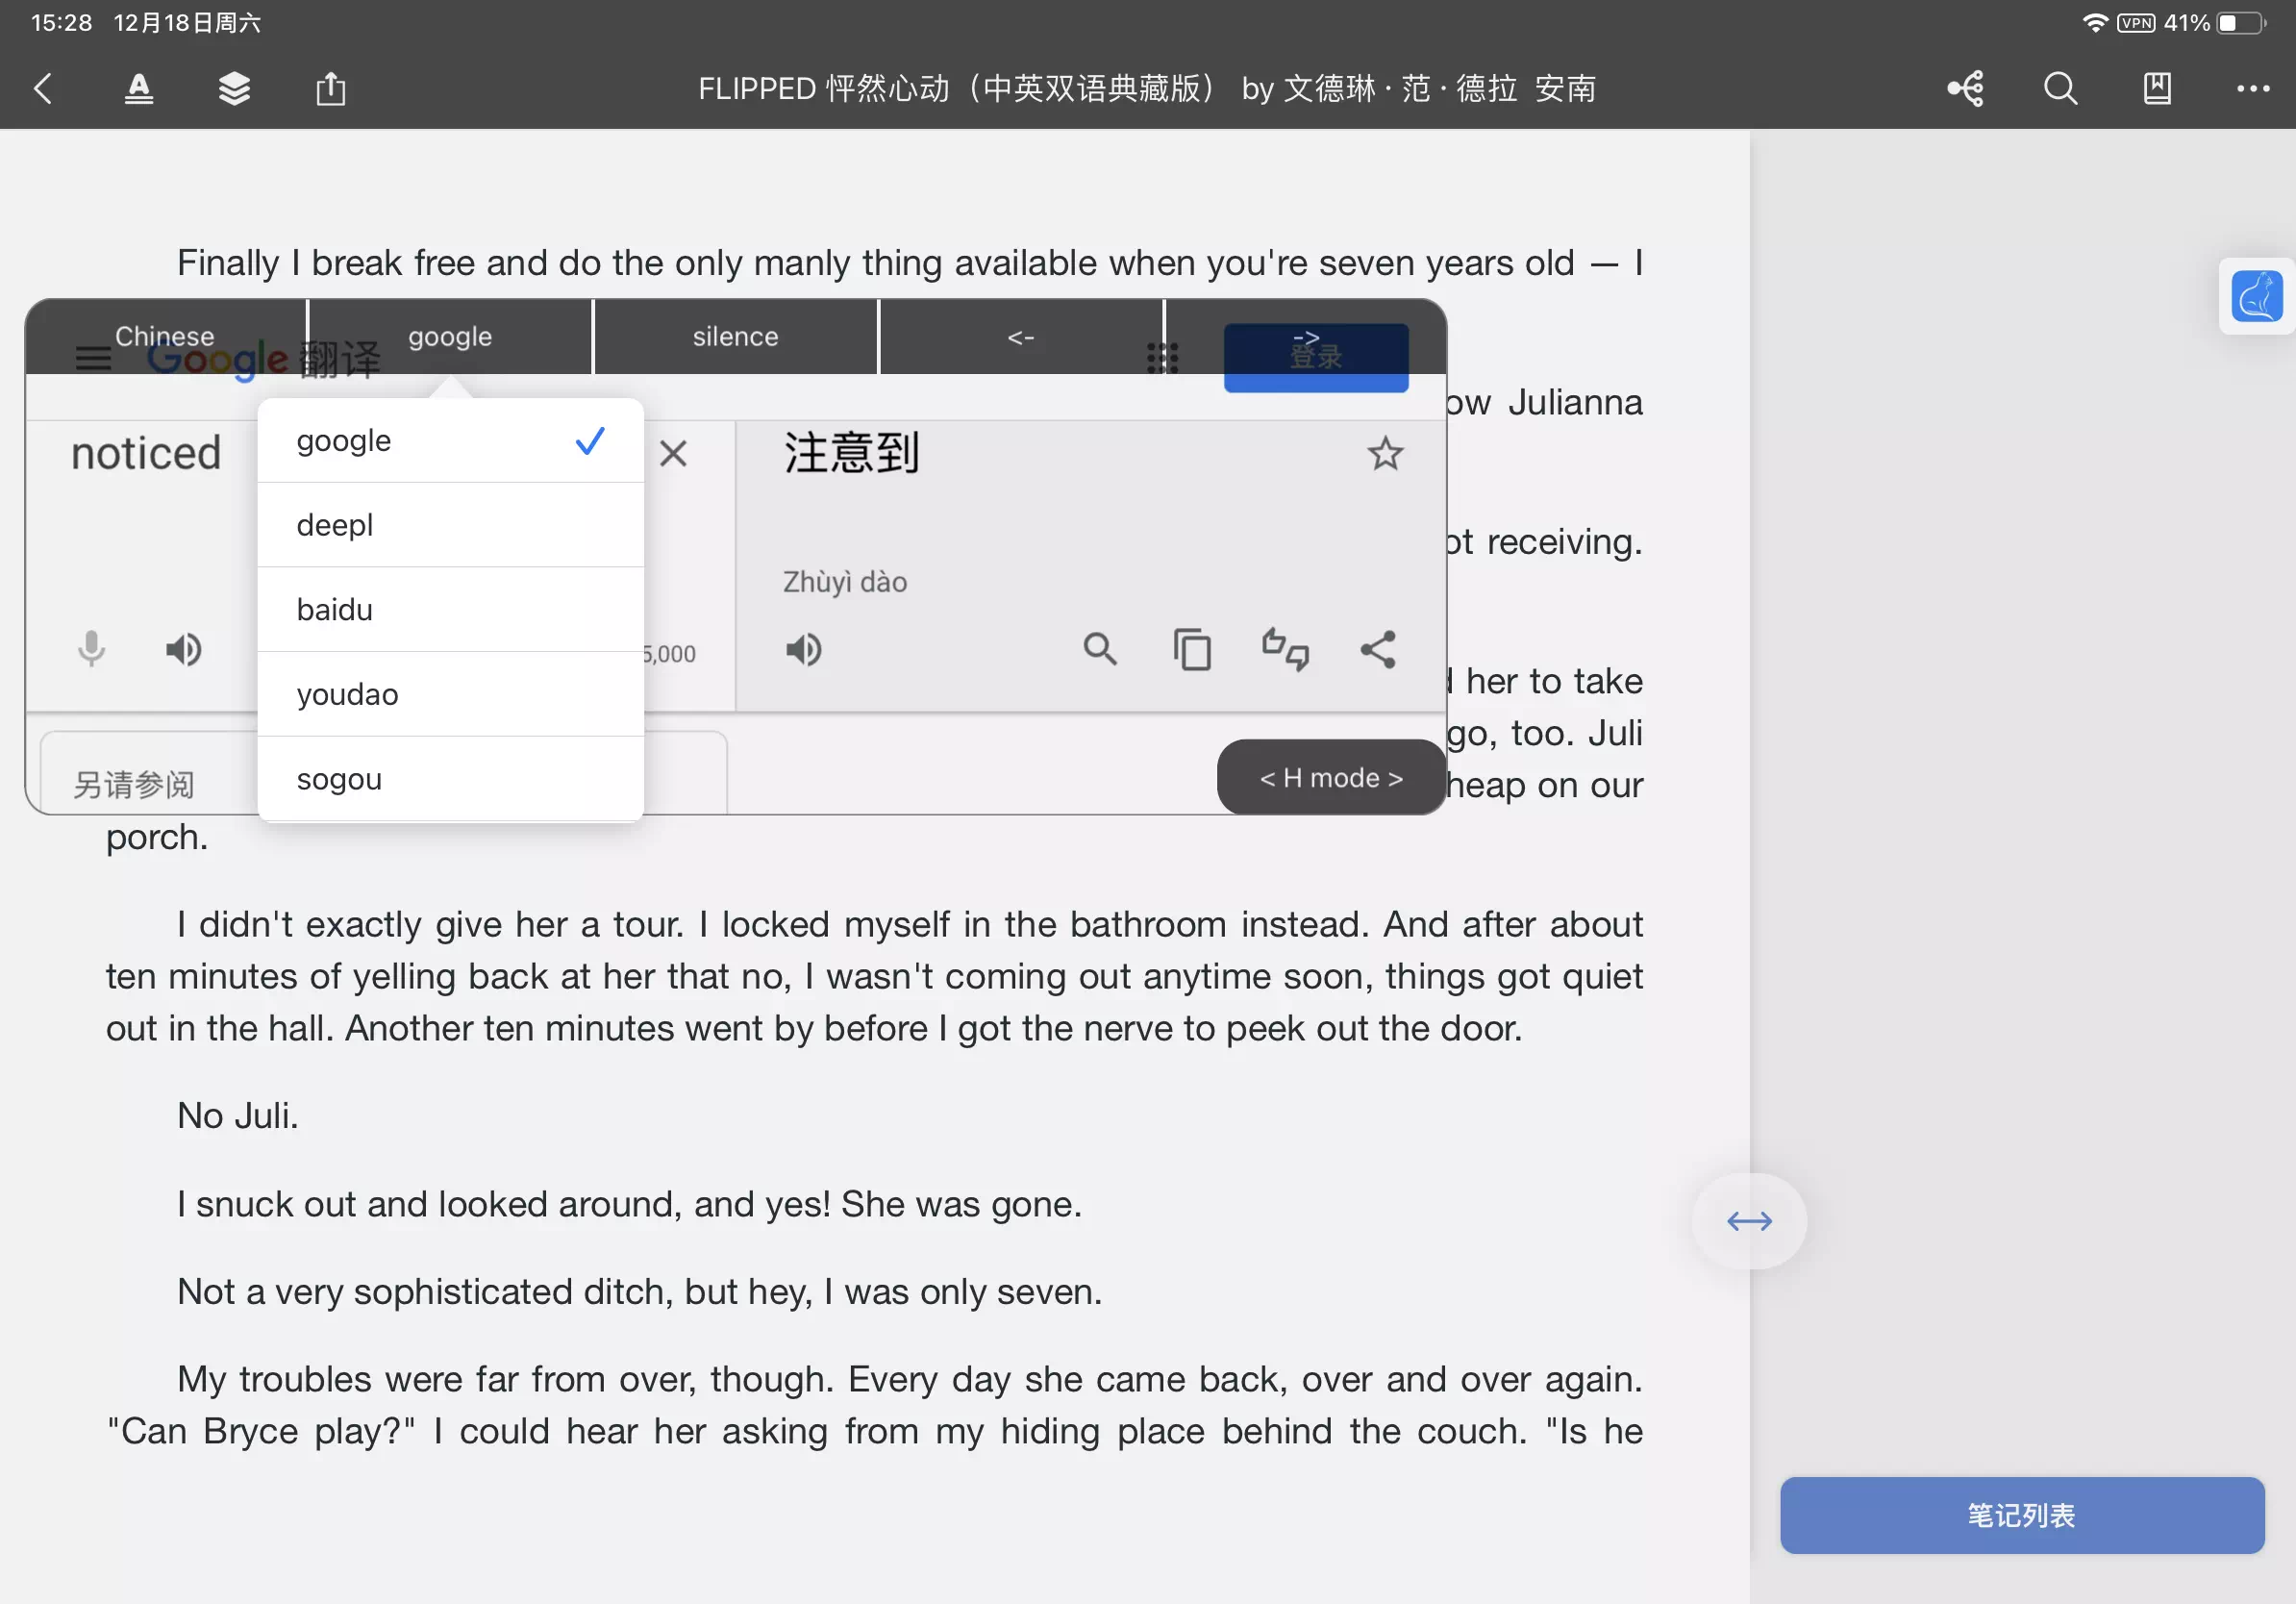 15:28 12月18日周六
VPN 41%
FLIPPED 怦然心动（中英双语典藏版） by 文德琳·范·德拉 安南
Finally I break free and do the only manly thing available when you're seven years old — I
Chinese google silence <- ->
Google 翻译 登录
ow Julianna
noticed
注意到
google
deepl
baidu
youdao
sogou
ot receiving.
Zhùyì dào
5,000
her to take
go, too. Juli
另请参阅
< H mode >
heap on our
porch.
I didn't exactly give her a tour. I locked myself in the bathroom instead. And after about
ten minutes of yelling back at her that no, I wasn't coming out anytime soon, things got quiet
out in the hall. Another ten minutes went by before I got the nerve to peek out the door.
No Juli.
I snuck out and looked around, and yes! She was gone.
Not a very sophisticated ditch, but hey, I was only seven.
My troubles were far from over, though. Every day she came back, over and over again.
"Can Bryce play?" I could hear her asking from my hiding place behind the couch. "Is he
笔记列表